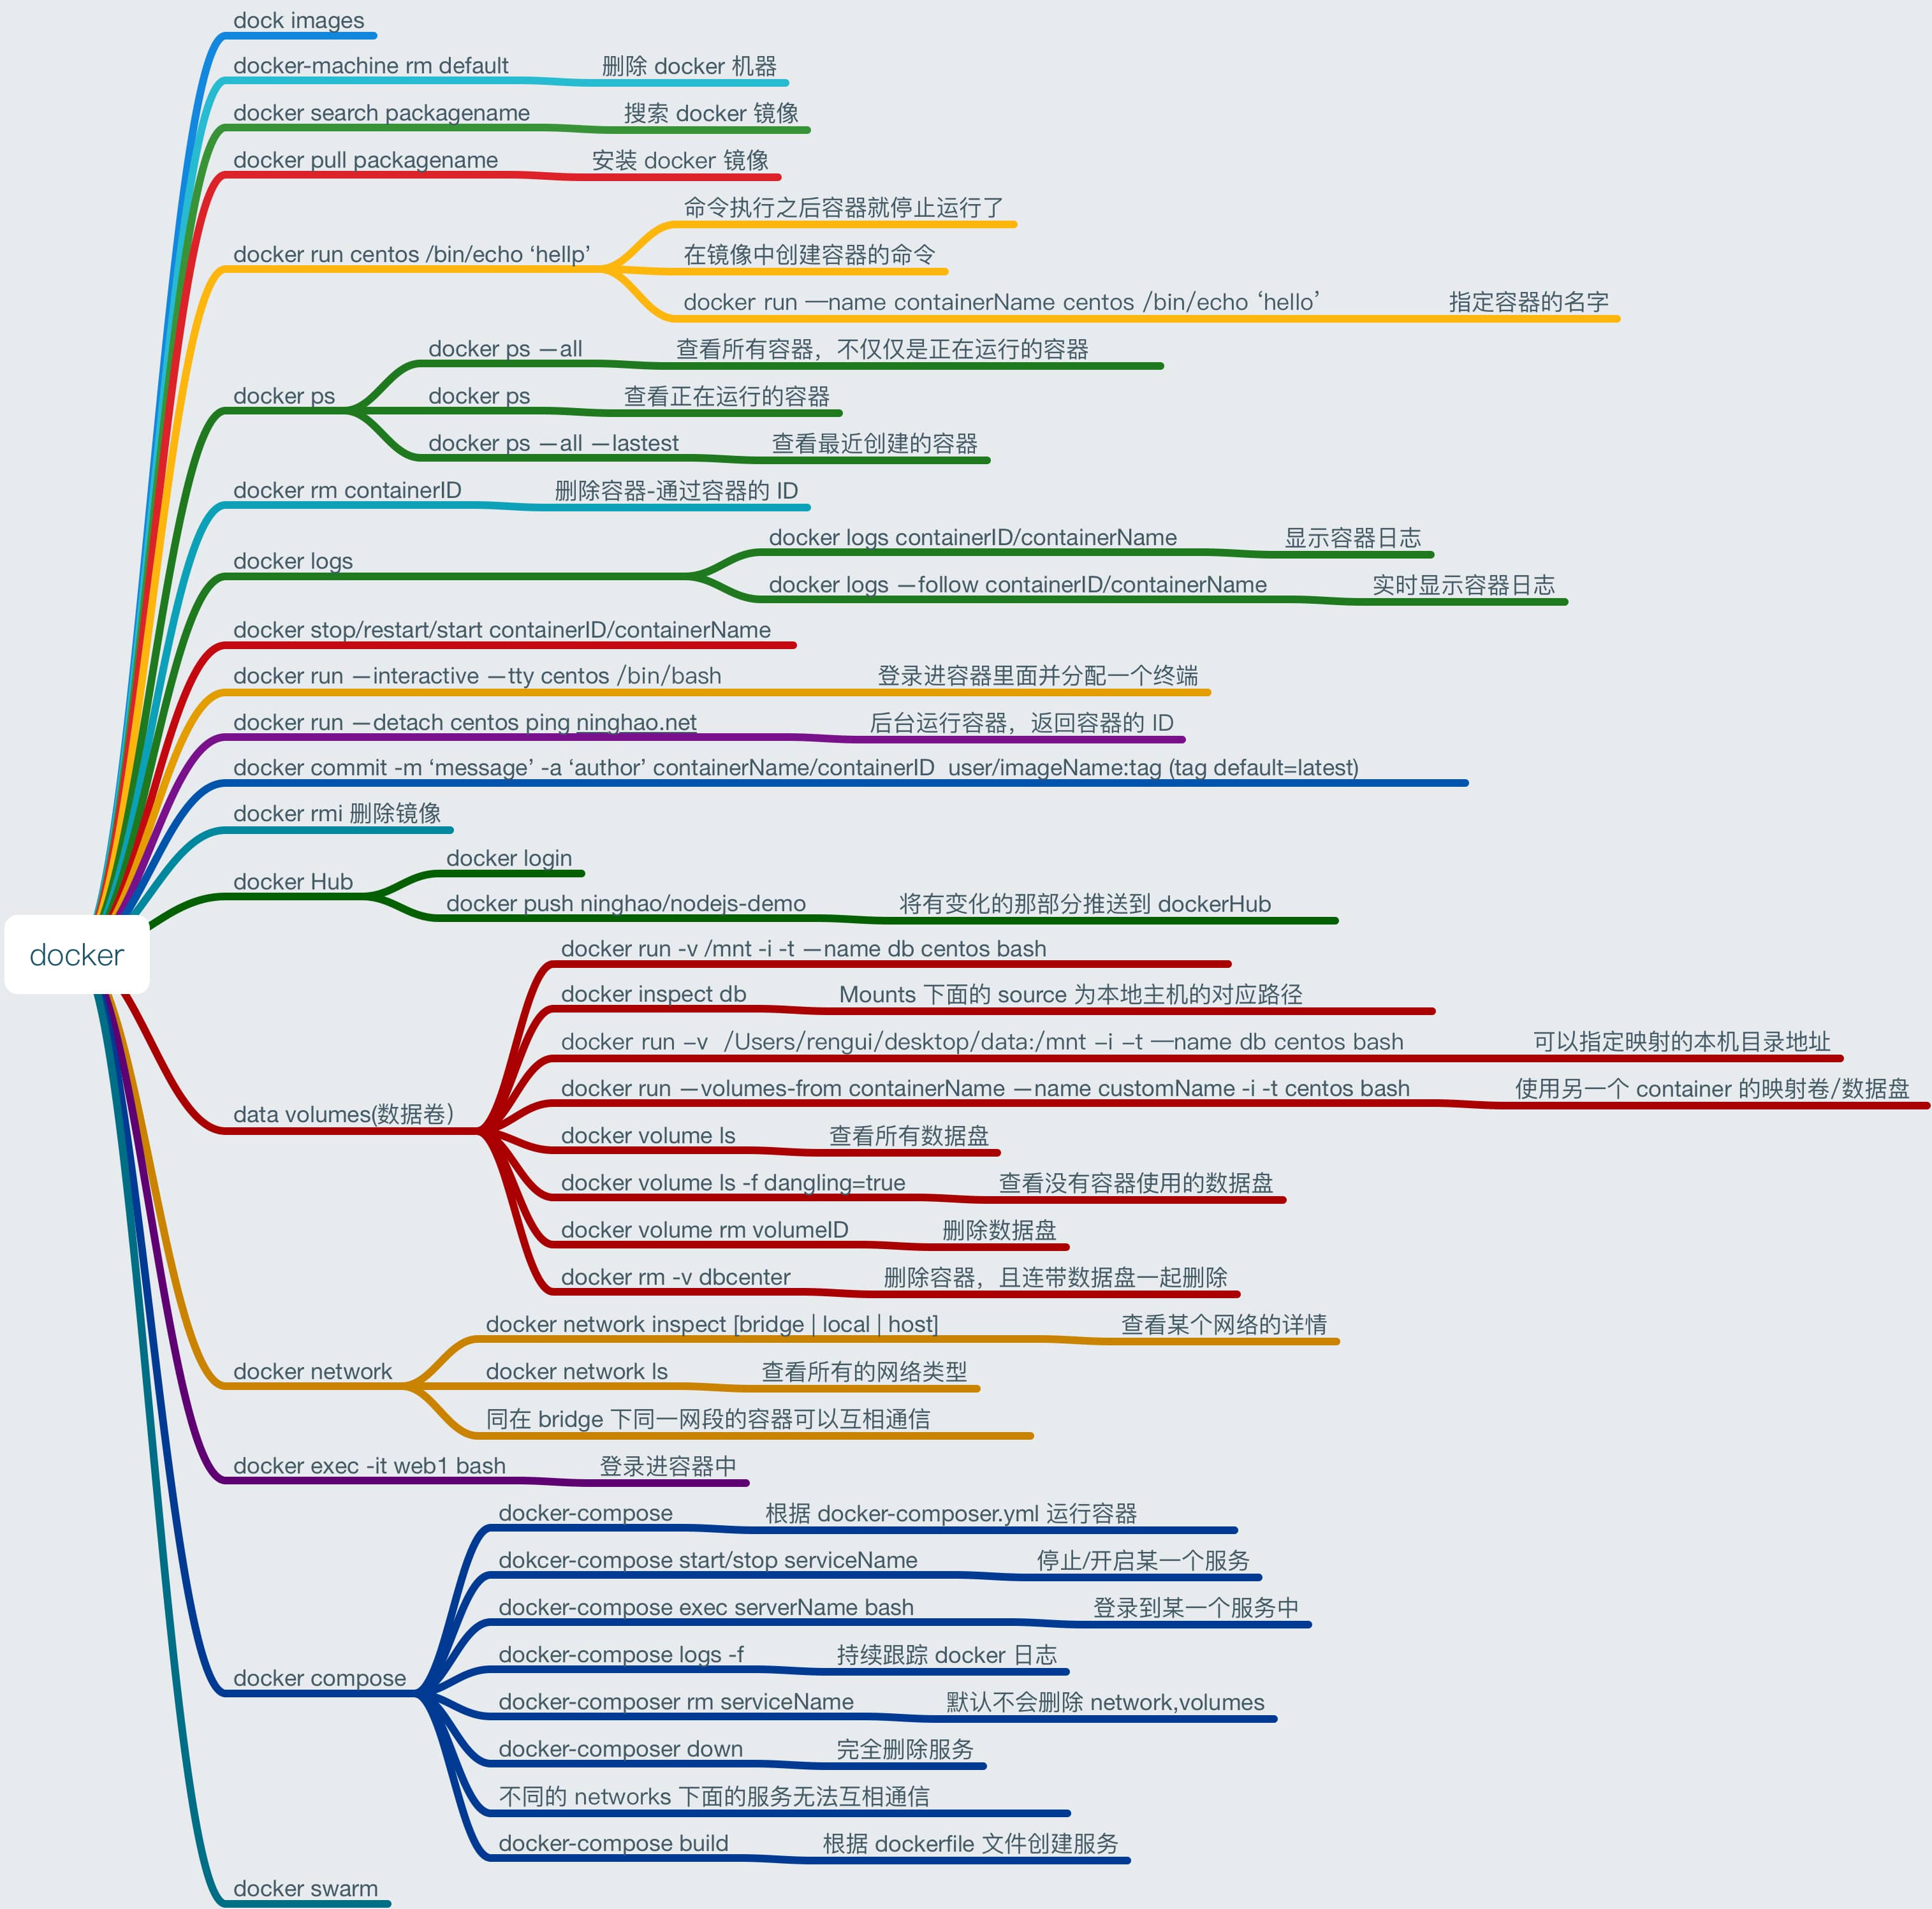 dock images
docker-machine rm default 删除 docker 机器
docker search packagename 搜索 docker 镜像
docker pull packagename 安装 docker 镜像
命令执行之后容器就停止运行了
docker run centos /bin/echo ‘hellp’ 在镜像中创建容器的命令
docker run —name containerName centos /bin/echo ‘hello’ 指定容器的名字
docker ps —all 查看所有容器，不仅仅是正在运行的容器
docker ps docker ps 查看正在运行的容器
docker ps —all —lastest 查看最近创建的容器
docker rm containerID 删除容器-通过容器的 ID
docker logs containerID/containerName 显示容器日志
docker logs
docker logs —follow containerID/containerName 实时显示容器日志
docker stop/restart/start containerID/containerName
docker run —interactive —tty centos /bin/bash 登录进容器里面并分配一个终端
docker run —detach centos ping ninghao.net 后台运行容器，返回容器的 ID
docker commit -m ‘message’ -a ‘author’ containerName/containerID  user/imageName:tag (tag default=latest)
docker rmi 删除镜像
docker login
docker Hub
docker push ninghao/nodejs-demo 将有变化的那部分推送到 dockerHub
docker
docker run -v /mnt -i -t —name db centos bash
docker inspect db Mounts 下面的 source 为本地主机的对应路径
docker run –v  /Users/rengui/desktop/data:/mnt –i –t —name db centos bash 可以指定映射的本机目录地址
docker run —volumes-from containerName —name customName -i -t centos bash 使用另一个 container 的映射卷/数据盘
data volumes(数据卷）
docker volume ls 查看所有数据盘
docker volume ls -f dangling=true 查看没有容器使用的数据盘
docker volume rm volumeID 删除数据盘
docker rm -v dbcenter 删除容器，且连带数据盘一起删除
docker network inspect [bridge | local | host] 查看某个网络的详情
docker network docker network ls 查看所有的网络类型
同在 bridge 下同一网段的容器可以互相通信
docker exec -it web1 bash 登录进容器中
docker-compose 根据 docker-composer.yml 运行容器
dokcer-compose start/stop serviceName 停止/开启某一个服务
docker-compose exec serverName bash 登录到某一个服务中
docker-compose logs -f 持续跟踪 docker 日志
docker compose
docker-composer rm serviceName 默认不会删除 network,volumes
docker-composer down 完全删除服务
不同的 networks 下面的服务无法互相通信
docker-compose build 根据 dockerfile 文件创建服务
docker swarm